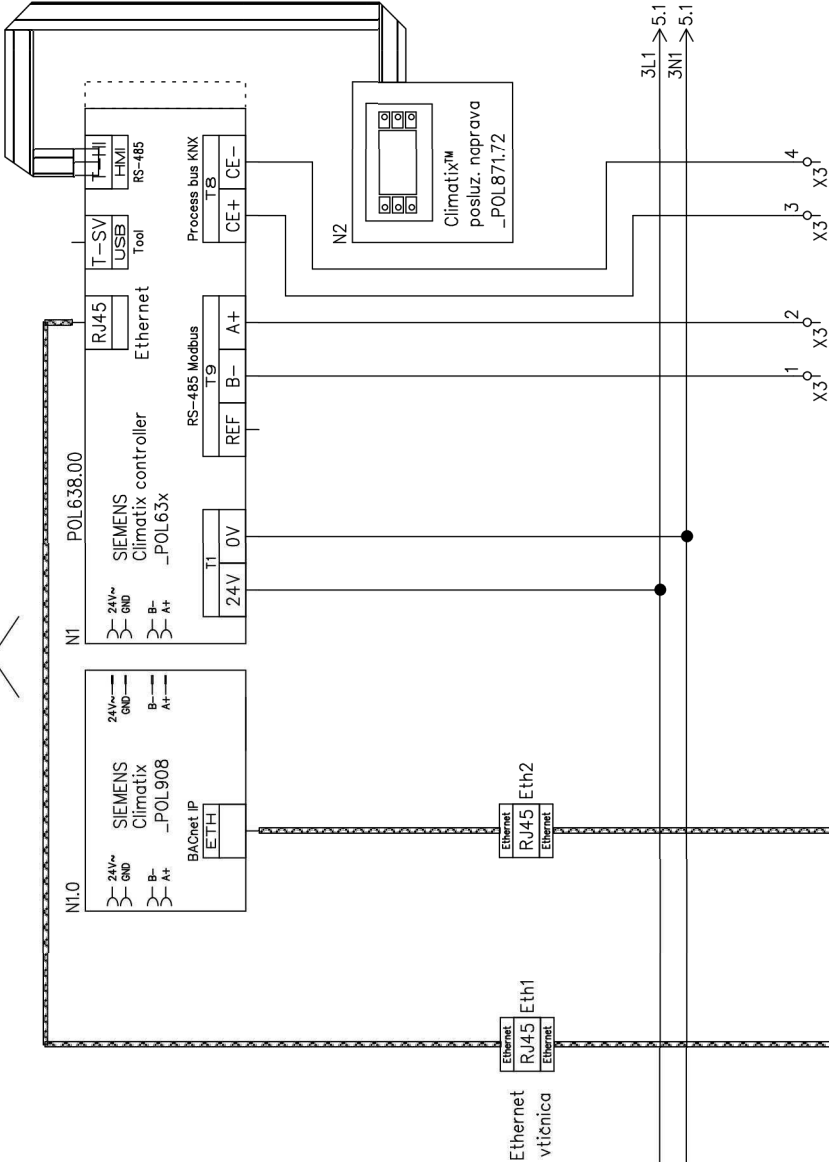 N1.0
24V~
GND
B-
A+
SIEMENS
Climatix
_POL908
24V~
GND
B-
A+
BACnet IP
ETH
N1
POL638.00
24V~
GND
B-
A+
SIEMENS
Climatix controller
_POL63x
RJ45
Ethernet
T-SV
USB
Tool
T-HI
HMI
RS-485
T1
24V
0V
RS-485 Modbus
T9
REF
B-
A+
Process bus KNX
T8
CE+
CE-
N2
Climatix™
posluz. naprava
_POL871.72
Ethernet
vtičnica
Ethernet
RJ45
Ethernet
Eth1
Ethernet
RJ45
Ethernet
Eth2
3L1
5.1
3N1
5.1
1
X3
2
X3
3
X3
4
X3